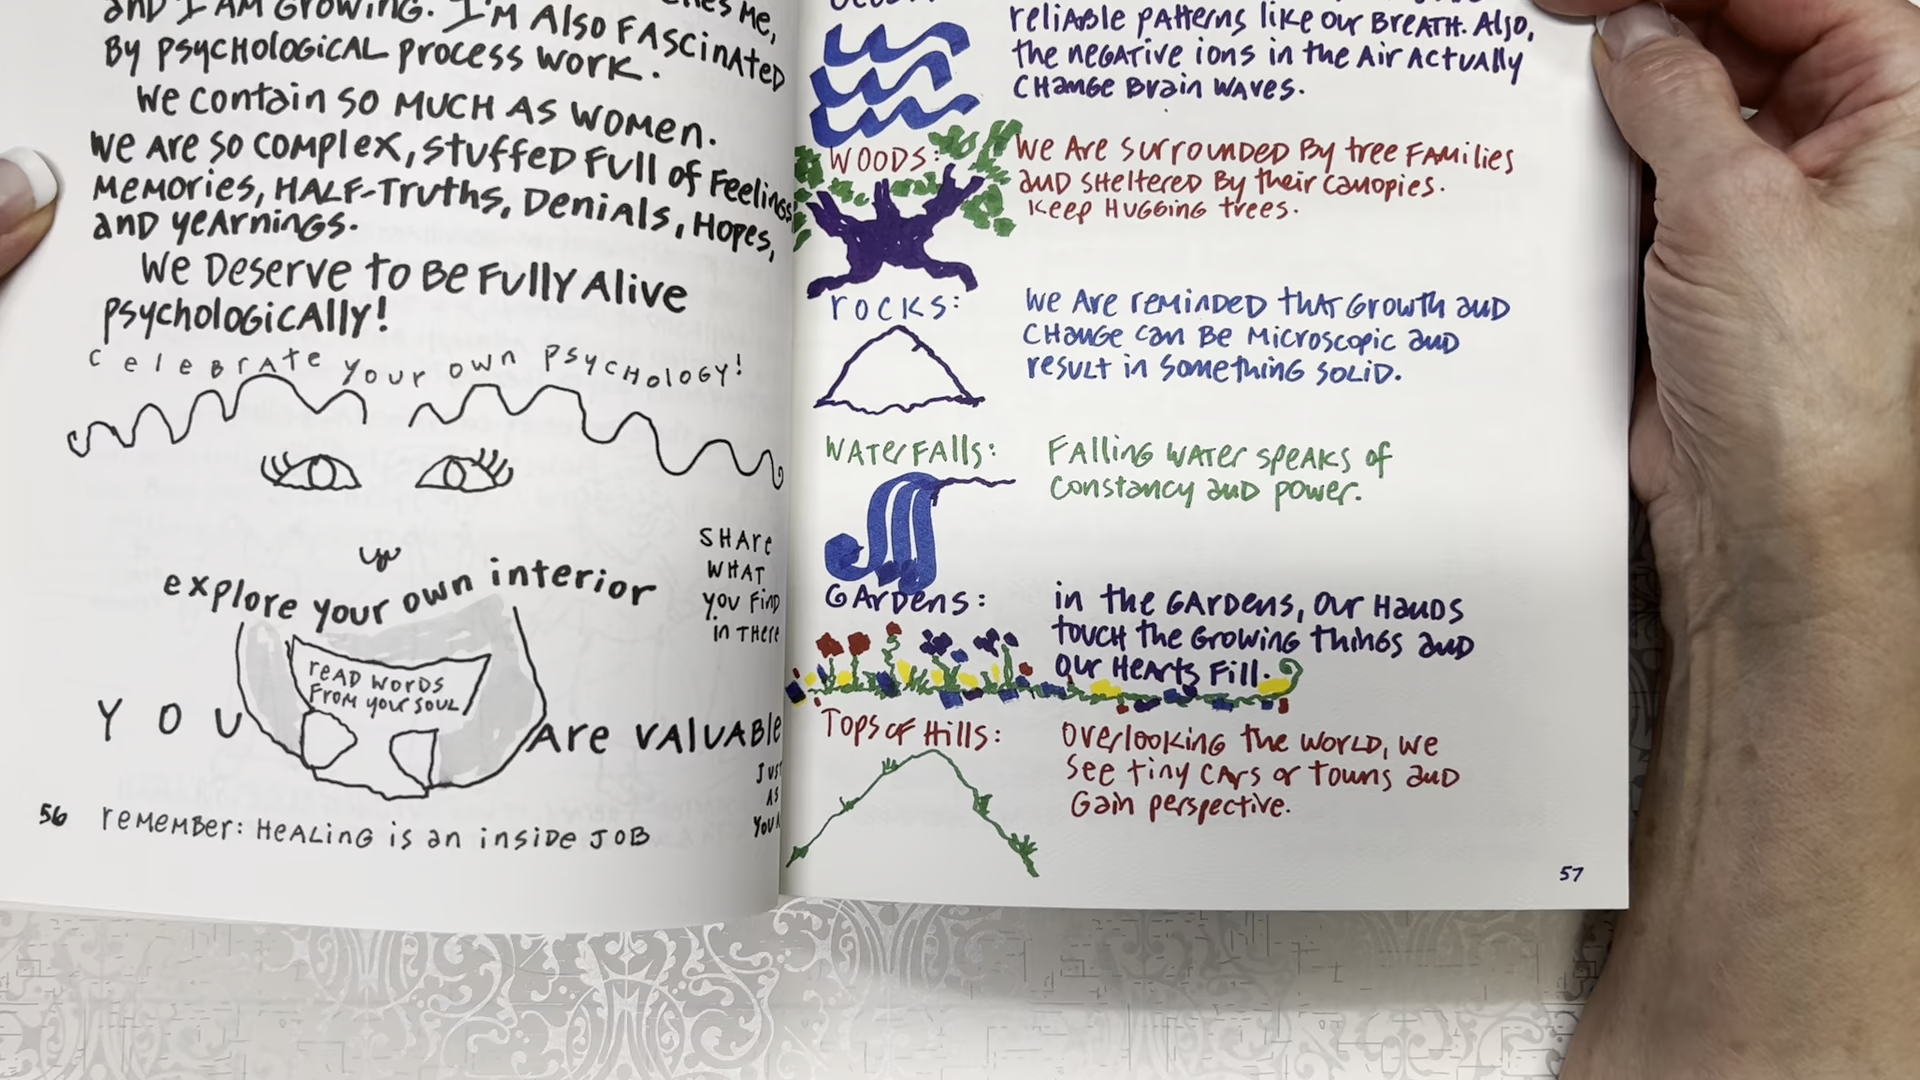 and I AM Growing. I'M Also FASCINATED
By PSYCHOLOGICAL process work.
We contain so MUCH AS WOMEN.
We Are so complex, stuffed Full of Feelings
Memories, HALF-Truths, Denials, Hopes,
and yearnings.
We Deserve to Be Fully Alive
psychologically!
celebrate your own psychology!
explore your own interior
SHAre
WHAT
you Find
in THere
reAD words
From your soul
YOU Are VALUABle
JUST
AS
YOU
56 rememBer: Healing is an inside JOB
reliable patterns like our Breath. Also,
the negative ions in the Air Actually
CHange Brain Waves.
WOODS: We Are surrounded By tree Families
and sheltered By their canopies.
Keep Hugging trees.
rocks: We Are reminded that Growth and
CHange can Be Microscopic and
result in something solid.
WATerFAlls: Falling WATer speaks of
constancy and power.
GArDens: in the GArdens, our Hands
touch the Growing things and
our Hearts Fill.
Tops of Hills: Overlooking the world, we
see tiny cars or towns and
Gain perspective.
57